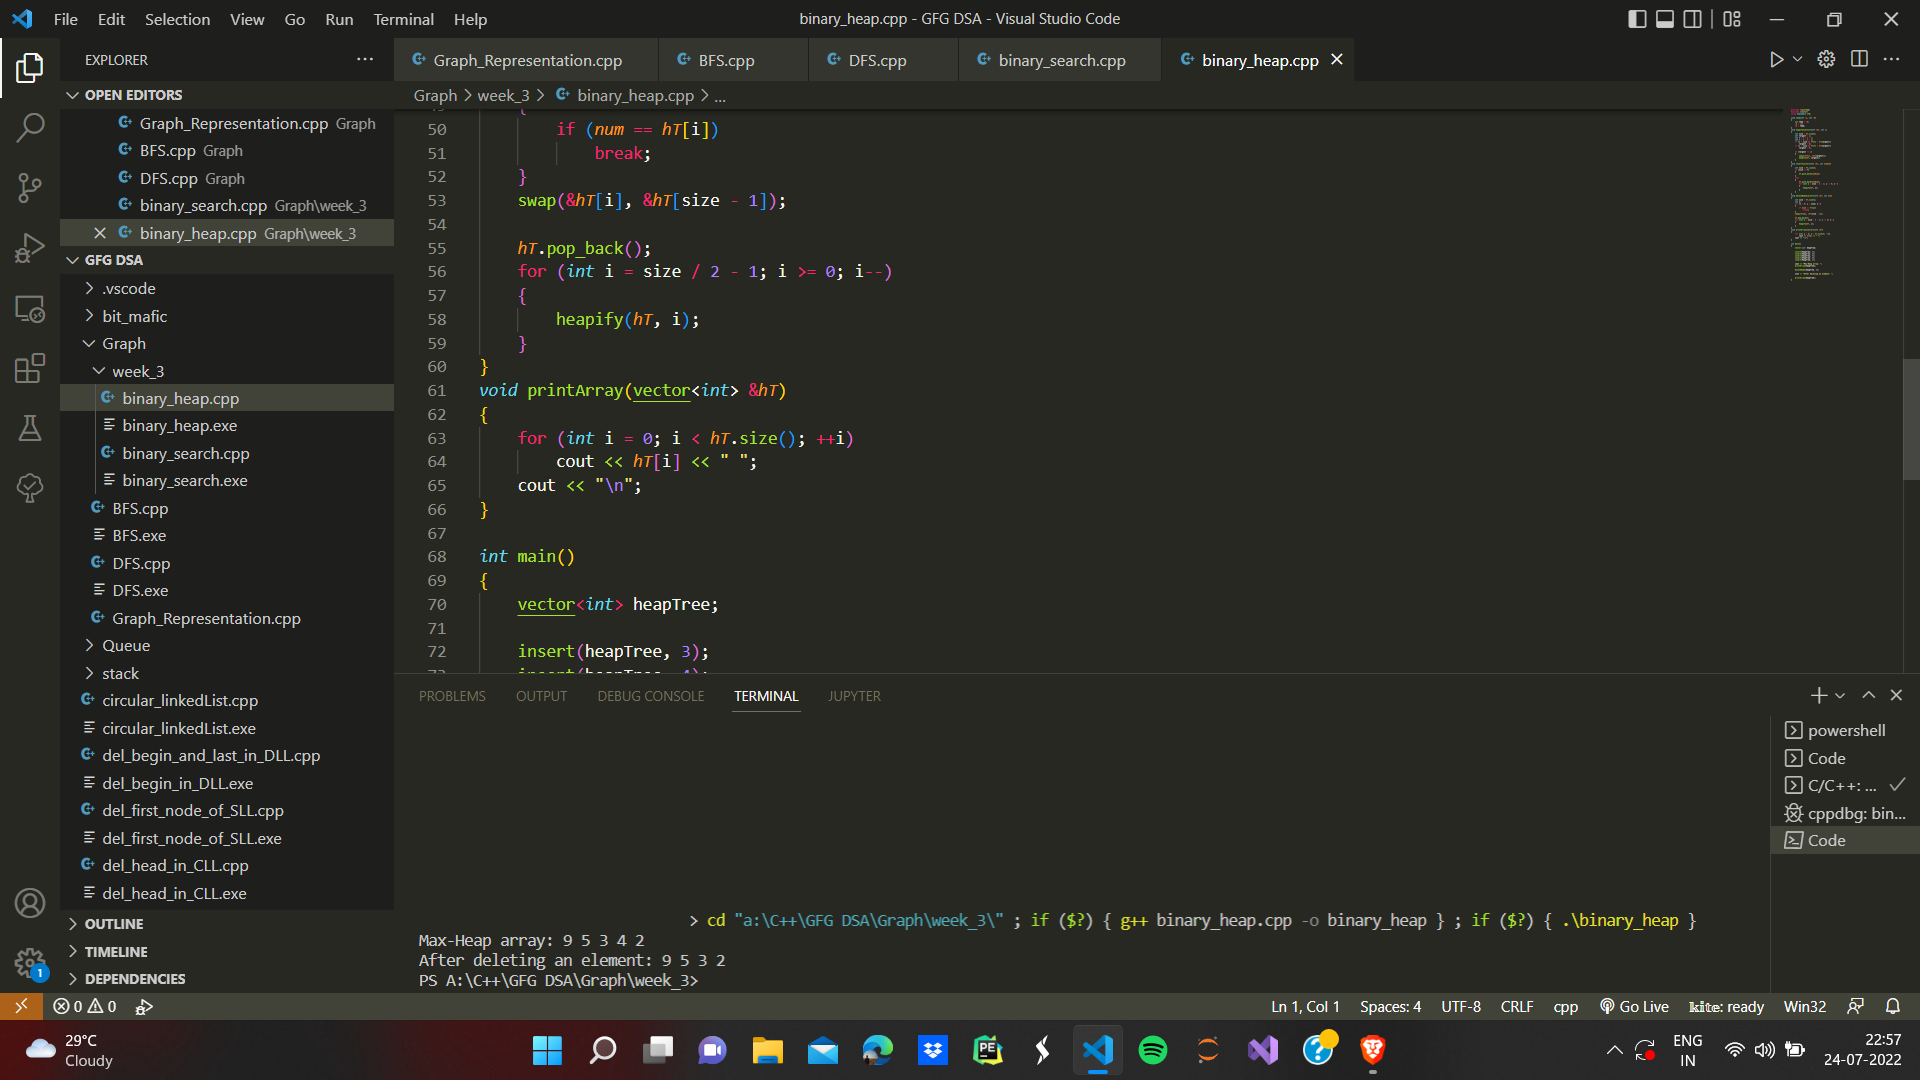 File Edit Selection View Go Run Terminal Help
binary_heap.cpp - GFG DSA - Visual Studio Code
EXPLORER
OPEN EDITORS
Graph_Representation.cpp Graph
BFS.cpp Graph
DFS.cpp Graph
binary_search.cpp Graph\week_3
binary_heap.cpp Graph\week_3
GFG DSA
.vscode
bit_mafic
Graph
week_3
binary_heap.cpp
binary_heap.exe
binary_search.cpp
binary_search.exe
BFS.cpp
BFS.exe
DFS.cpp
DFS.exe
Graph_Representation.cpp
Queue
stack
circular_linkedList.cpp
circular_linkedList.exe
del_begin_and_last_in_DLL.cpp
del_begin_in_DLL.exe
del_first_node_of_SLL.cpp
del_first_node_of_SLL.exe
del_head_in_CLL.cpp
del_head_in_CLL.exe
OUTLINE
TIMELINE
DEPENDENCIES
Graph_Representation.cpp BFS.cpp DFS.cpp binary_search.cpp binary_heap.cpp
Graph > week_3 > binary_heap.cpp > ...
{
50 if (num == hT[i])
51 break;
52 }
53 swap(&hT[i], &hT[size - 1]);
54
55 hT.pop_back();
56 for (int i = size / 2 - 1; i >= 0; i--)
57 {
58 heapify(hT, i);
59 }
60 }
61 void printArray(vector<int> &hT)
62 {
63 for (int i = 0; i < hT.size(); ++i)
64 cout << hT[i] << " ";
65 cout << "\n";
66 }
67
68 int main()
69 {
70 vector<int> heapTree;
71
72 insert(heapTree, 3);
73 insert(heapTree, 4);
PROBLEMS OUTPUT DEBUG CONSOLE TERMINAL JUPYTER
> cd "a:\C++\GFG DSA\Graph\week_3\" ; if ($?) { g++ binary_heap.cpp -o binary_heap } ; if ($?) { .\binary_heap }
Max-Heap array: 9 5 3 4 2
After deleting an element: 9 5 3 2
PS A:\C++\GFG DSA\Graph\week_3>
powershell
Code
C/C++: ...
cppdbg: bin...
Code
1
0 0
Ln 1, Col 1 Spaces: 4 UTF-8 CRLF cpp Go Live kite: ready Win32
29°C
Cloudy
PE
ENG
IN
22:57
24-07-2022